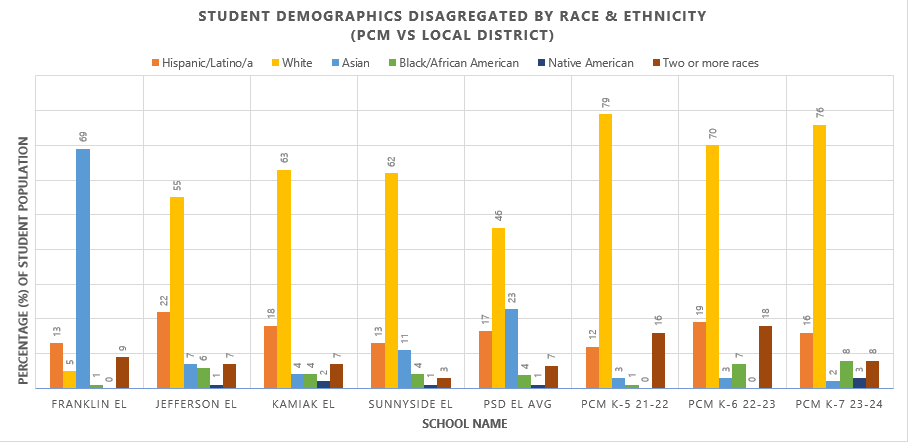 STUDENT DEMOGRAPHICS DISAGREGATED BY RACE & ETHNICITY
(PCM VS LOCAL DISTRICT)
Hispanic/Latino/a White Asian Black/African American Native American Two or more races
PERCENTAGE (%) OF STUDENT POPULATION
13 5 69 1 0 9
22 55 7 6 1 7
18 63 4 4 2 7
13 62 11 4 1 3
17 46 23 4 1 7
12 79 3 1 0 16
19 70 3 7 0 18
16 76 2 8 3 8
FRANKLIN EL JEFFERSON EL KAMIAK EL SUNNYSIDE EL PSD EL AVG PCM K-5 21-22 PCM K-6 22-23 PCM K-7 23-24
SCHOOL NAME